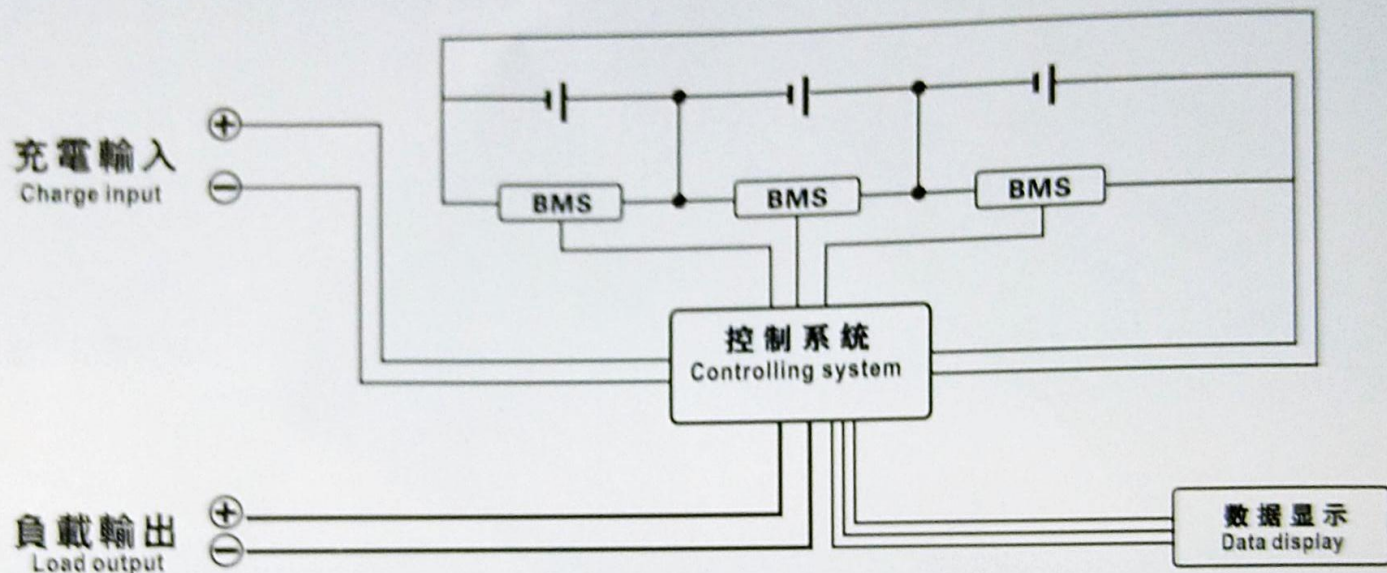 充電輸入
Charge input
BMS
BMS
BMS
控制系統
Controlling system
負載輸出
Load output
数据显示
Data display